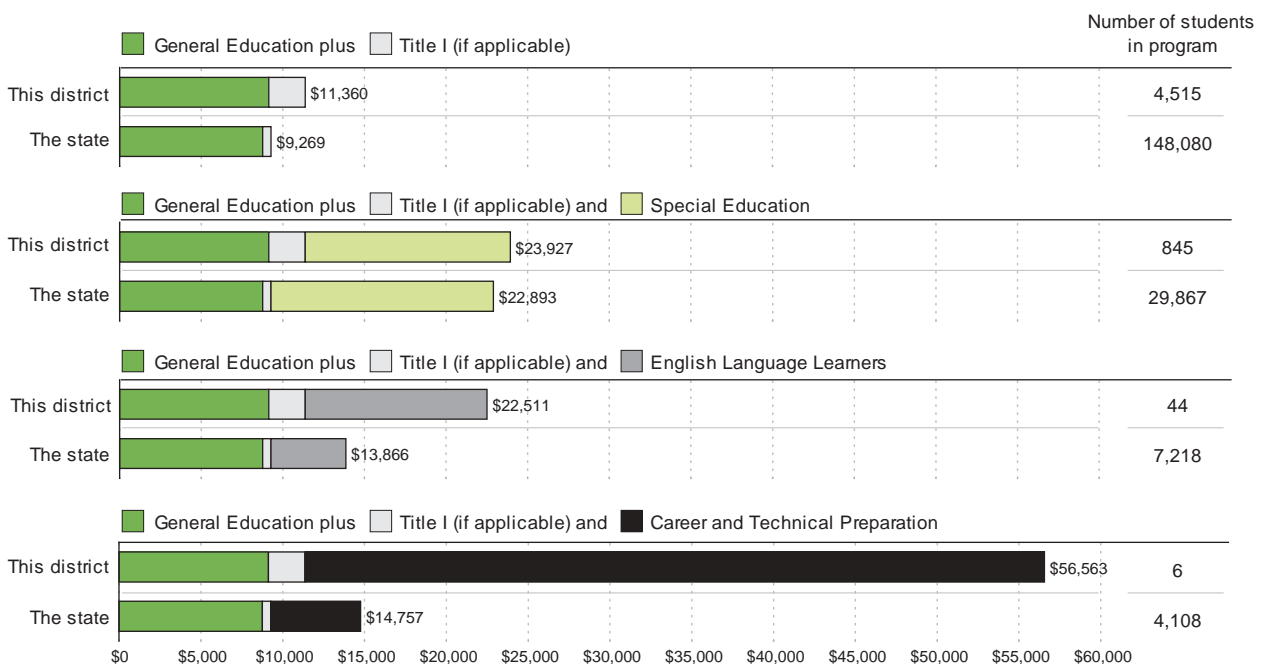 Number of students
in program
General Education plus Title I (if applicable)
This district $11,360 4,515
The state $9,269 148,080
General Education plus Title I (if applicable) and Special Education
This district $23,927 845
The state $22,893 29,867
General Education plus Title I (if applicable) and English Language Learners
This district $22,511 44
The state $13,866 7,218
General Education plus Title I (if applicable) and Career and Technical Preparation
This district $56,563 6
The state $14,757 4,108
$0 $5,000 $10,000 $15,000 $20,000 $25,000 $30,000 $35,000 $40,000 $45,000 $50,000 $55,000 $60,000